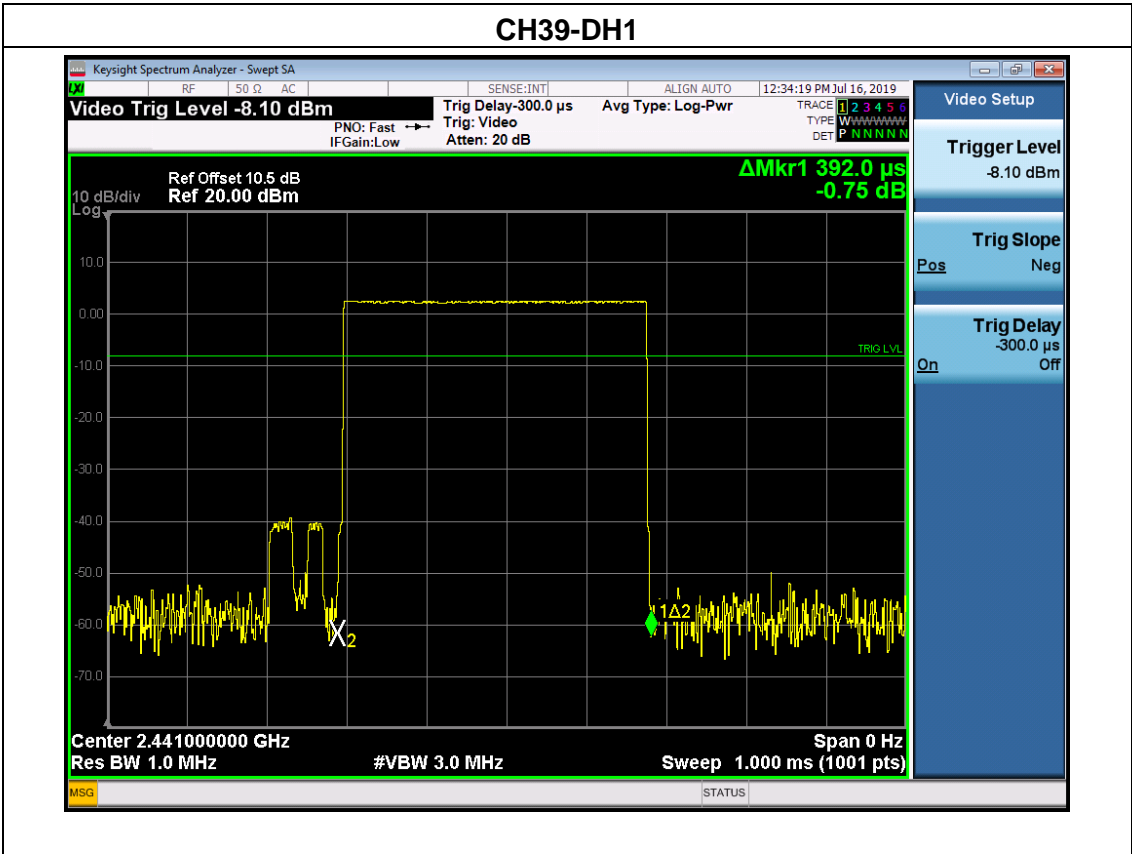 CH39-DH1
Keysight Spectrum Analyzer - Swept SA
LXI RF 50 Ω AC SENSE:INT ALIGN AUTO 12:34:19 PM Jul 16, 2019
Video Trig Level -8.10 dBm
PNO: Fast
IFGain:Low
Trig Delay-300.0 µs
Trig: Video
Atten: 20 dB
Avg Type: Log-Pwr
TRACE 1 2 3 4 5 6
TYPE WWWWWW
DET P N N N N N
Video Setup
Trigger Level
-8.10 dBm
Trig Slope
Pos Neg
Trig Delay
-300.0 µs
On Off
ΔMkr1 392.0 µs
-0.75 dB
Ref Offset 10.5 dB
10 dB/div Ref 20.00 dBm
Log
10.0
0.00
TRIG LVL
-10.0
-20.0
-30.0
-40.0
-50.0
-60.0
1Δ2
X2
-70.0
Center 2.441000000 GHz Span 0 Hz
Res BW 1.0 MHz #VBW 3.0 MHz Sweep 1.000 ms (1001 pts)
MSG STATUS